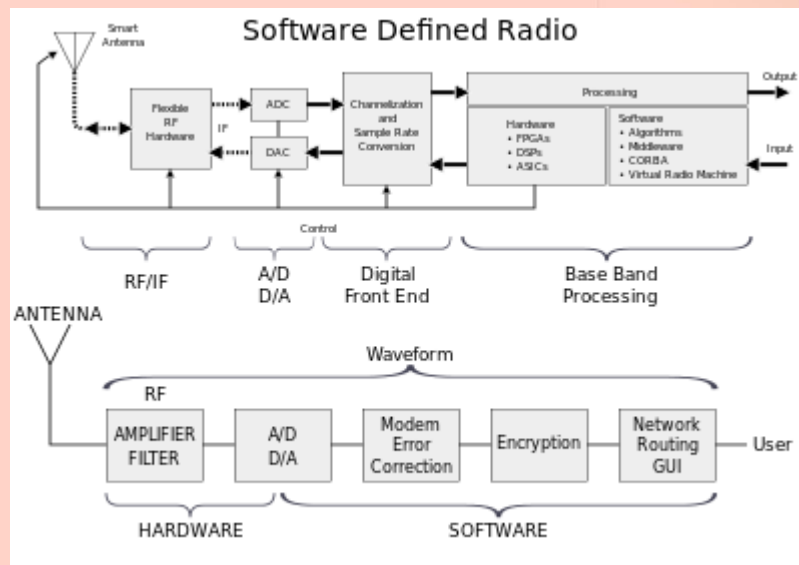 Software Defined Radio
Smart
Antenna
Flexible
RF
Hardware
IF
ADC
DAC
Channelization
and
Sample Rate
Conversion
Processing
Hardware
• FPGAs
• DSPs
• ASICs
Software
• Algorithms
• Middleware
• CORBA
• Virtual Radio Machine
Output
Input
Control
RF/IF
A/D
D/A
Digital
Front End
Base Band
Processing
ANTENNA
Waveform
RF
AMPLIFIER
FILTER
A/D
D/A
Modem
Error
Correction
Encryption
Network
Routing
GUI
User
HARDWARE
SOFTWARE